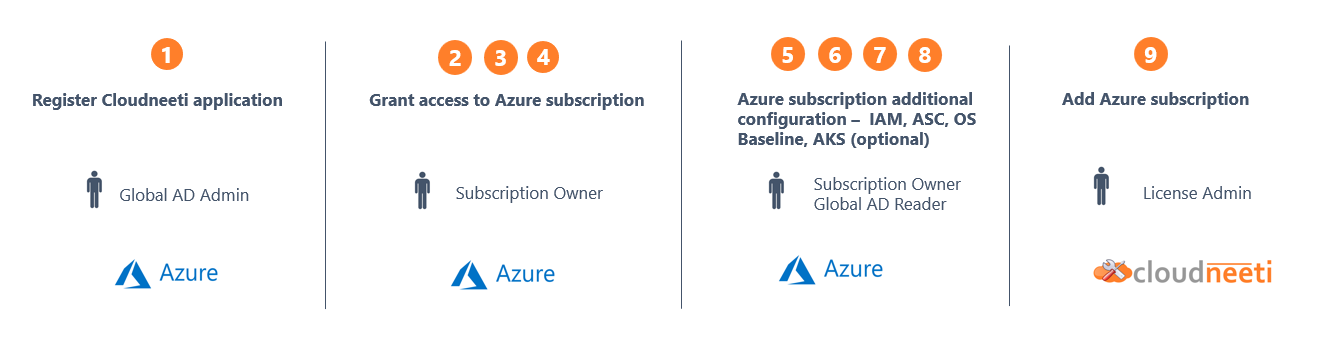 1
Register Cloudneeti application
Global AD Admin
Azure
2 3 4
Grant access to Azure subscription
Subscription Owner
Azure
5 6 7 8
Azure subscription additional
configuration – IAM, ASC, OS
Baseline, AKS (optional)
Subscription Owner
Global AD Reader
Azure
9
Add Azure subscription
License Admin
cloudneeti